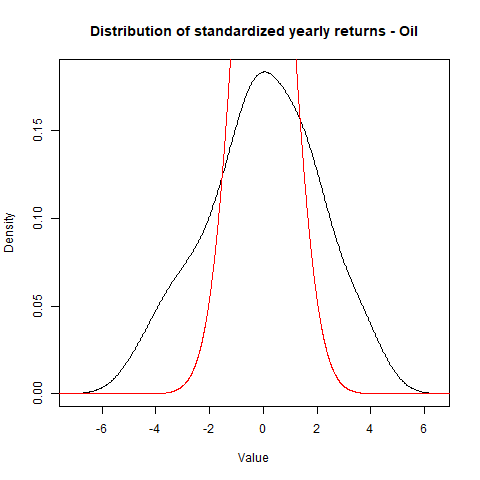 Distribution of standardized yearly returns - Oil
Density
0.15
0.10
0.05
0.00
-6 -4 -2 0 2 4 6
Value